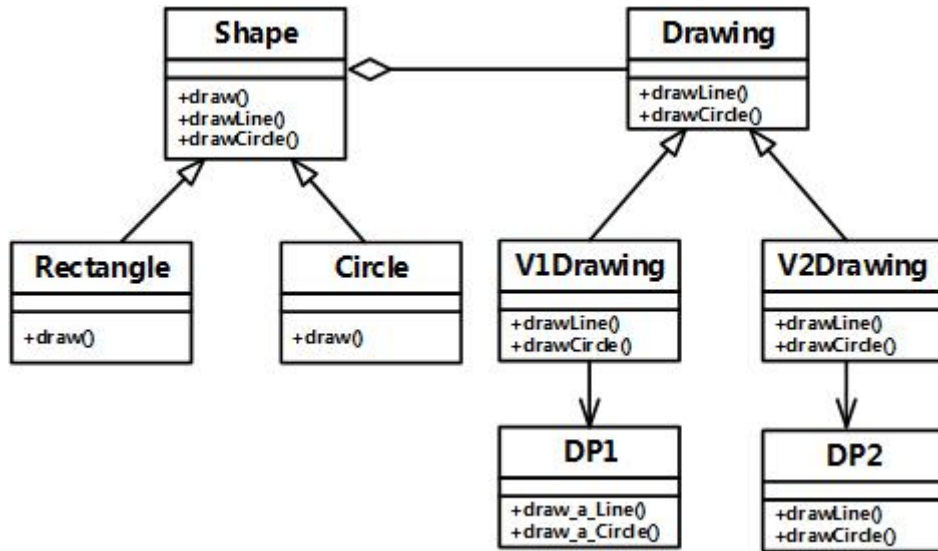 Shape
+draw()
+drawLine()
+drawCircle()
Drawing
+drawLine()
+drawCircle()
Rectangle
+draw()
Circle
+draw()
V1Drawing
+drawLine()
+drawCircle()
V2Drawing
+drawLine()
+drawCircle()
DP1
+draw_a_Line()
+draw_a_Circle()
DP2
+drawLine()
+drawCircle()